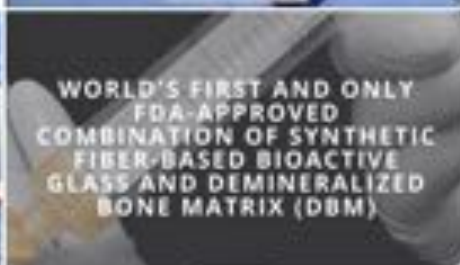 WORLD'S FIRST AND ONLY
FDA-APPROVED
COMBINATION OF SYNTHETIC
FIBER-BASED BIOACTIVE
GLASS AND DEMINERALIZED
BONE MATRIX (DBM)